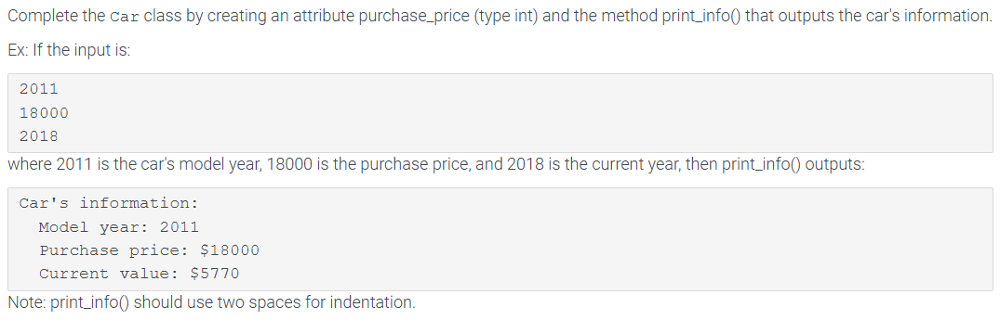 Complete the Car class by creating an attribute purchase_price (type int) and the method print_info() that outputs the car's information.
Ex: If the input is:
2011
18000
2018
where 2011 is the car's model year, 18000 is the purchase price, and 2018 is the current year, then print_info() outputs:
Car's information:
  Model year: 2011
  Purchase price: $18000
  Current value: $5770
Note: print_info() should use two spaces for indentation.